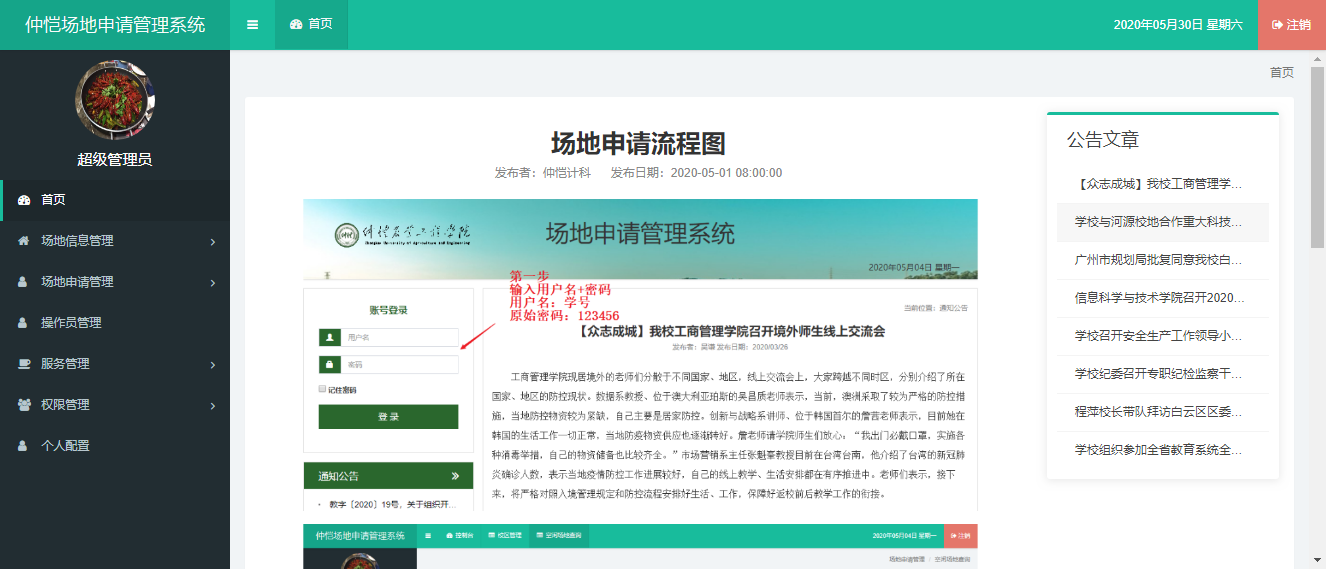 仲恺场地申请管理系统
首页
2020年05月30日 星期六
注销
超级管理员
首页
场地信息管理
场地申请管理
操作员管理
服务管理
权限管理
个人配置
首页
场地申请流程图
发布者：仲恺计科 发布日期：2020-05-01 08:00:00
仲恺农业工程学院
场地申请管理系统
2020年05月04日 星期一
第一步
输入用户名+密码
用户名：学号
原始密码：123456
账号登录
用户名
密码
记住密码
登 录
通知公告
教字〔2020〕19号，关于组织开...
当前位置：通知公告
【众志成城】我校工商管理学院召开境外师生线上交流会
发布者：吴珊 发布日期：2020/03/26
工商管理学院现居境外的老师们分散于不同国家、地区，线上交流会上，大家跨越不同时区，分别介绍了所在
国家、地区的防控现状。数据系教授、位于澳大利亚珀斯的吴昌质老师表示，当前，澳洲采取了较为严格的防控措
施，当地防控物资较为紧缺，自己主要是居家防控。创新与战略系讲师、位于韩国首尔的詹茜老师表示，目前她在
韩国的生活工作一切正常，当地防疫物资供应也逐渐转好。詹老师请学院师生们放心：“我出门必戴口罩，实施各
种消毒举措，自己的物资储备也比较齐全。”市场营销系主任张魁峯教授目前在台湾台南，他介绍了台湾的新冠肺
炎确诊人数，表示当地疫情防控工作进展较好，自己的线上教学、生活安排都在有序推进中。老师们表示，接下
来，将严格对照入境管理规定和防控流程安排好生活、工作，保障好返校前后教学工作的衔接。
仲恺场地申请管理系统
控制台
校区管理
空闲场地查询
2020年05月04日 星期一
注销
场地申请管理
空闲场地查询
公告文章
【众志成城】我校工商管理学...
学校与河源校地合作重大科技...
广州市规划局批复同意我校白...
信息科学与技术学院召开2020...
学校召开安全生产工作领导小...
学校纪委召开专职纪检监察干...
程萍校长带队拜访白云区区委...
学校组织参加全省教育系统全...